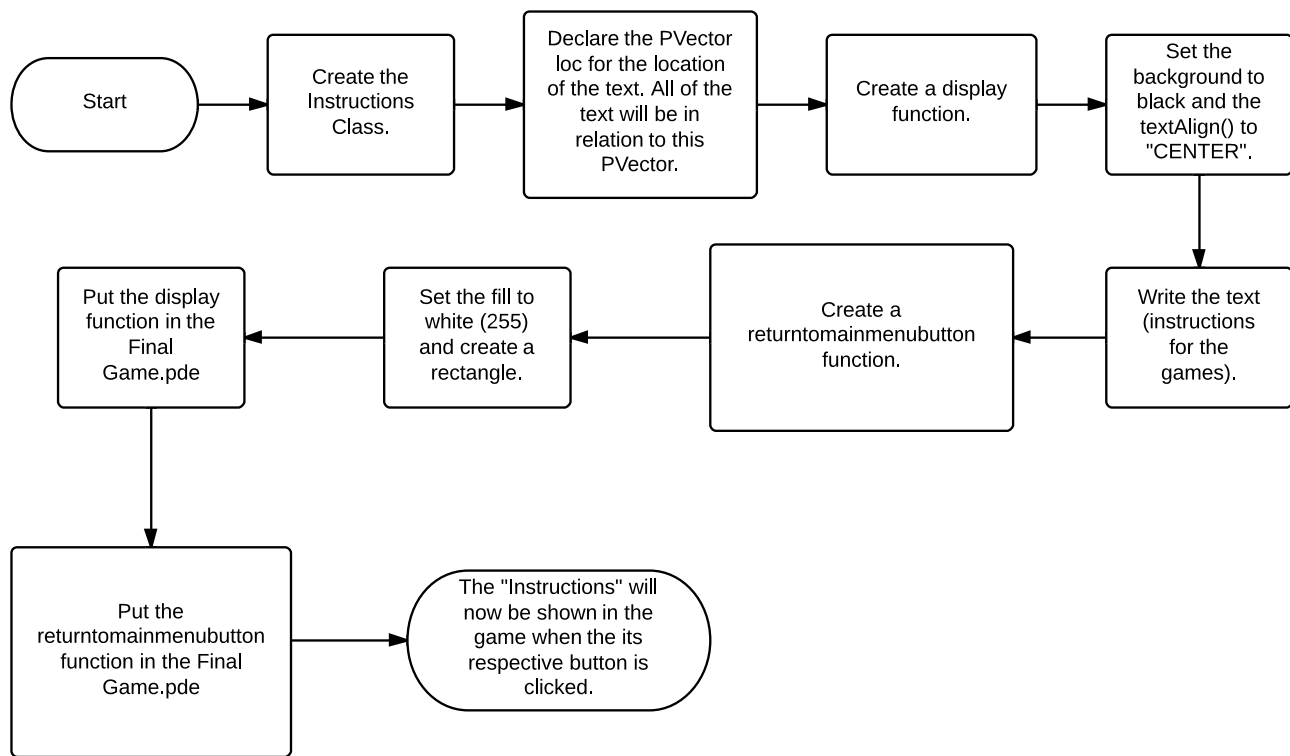 Start
Create the
Instructions
Class.
Declare the PVector
loc for the location
of the text. All of the
text will be in
relation to this
PVector.
Create a display
function.
Set the
background to
black and the
textAlign() to
"CENTER".
Write the text
(instructions
for the
games).
Create a
returntomainmenubutton
function.
Set the fill to
white (255)
and create a
rectangle.
Put the display
function in the
Final
Game.pde
Put the
returntomainmenubutton
function in the Final
Game.pde
The "Instructions" will
now be shown in the
game when the its
respective button is
clicked.